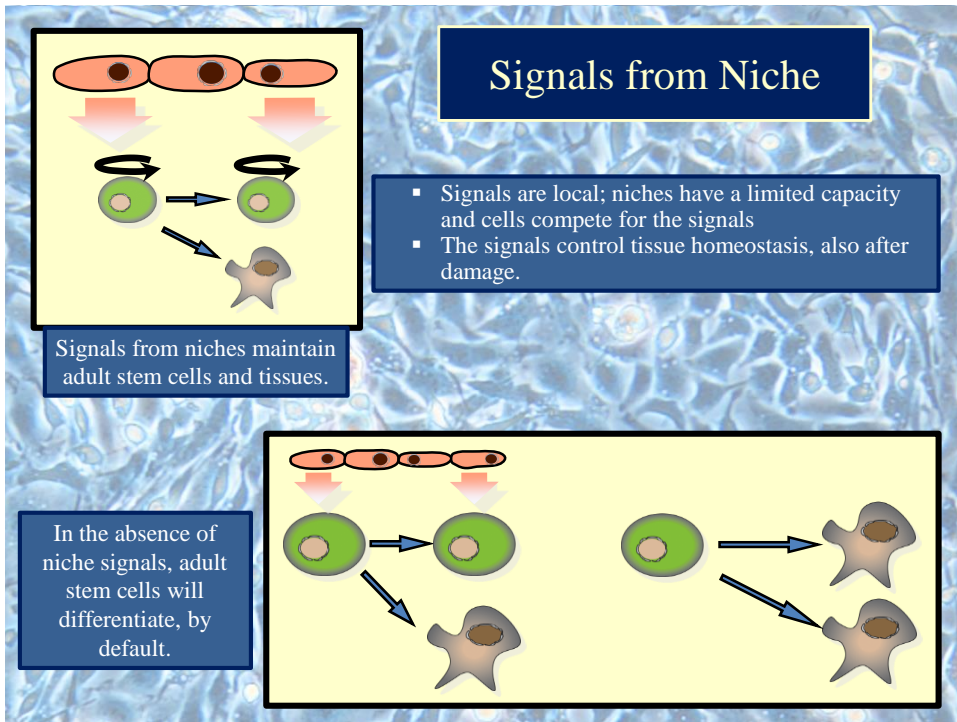 Signals from Niche
▪ Signals are local; niches have a limited capacity
and cells compete for the signals
▪ The signals control tissue homeostasis, also after
damage.
Signals from niches maintain
adult stem cells and tissues.
In the absence of
niche signals, adult
stem cells will
differentiate, by
default.